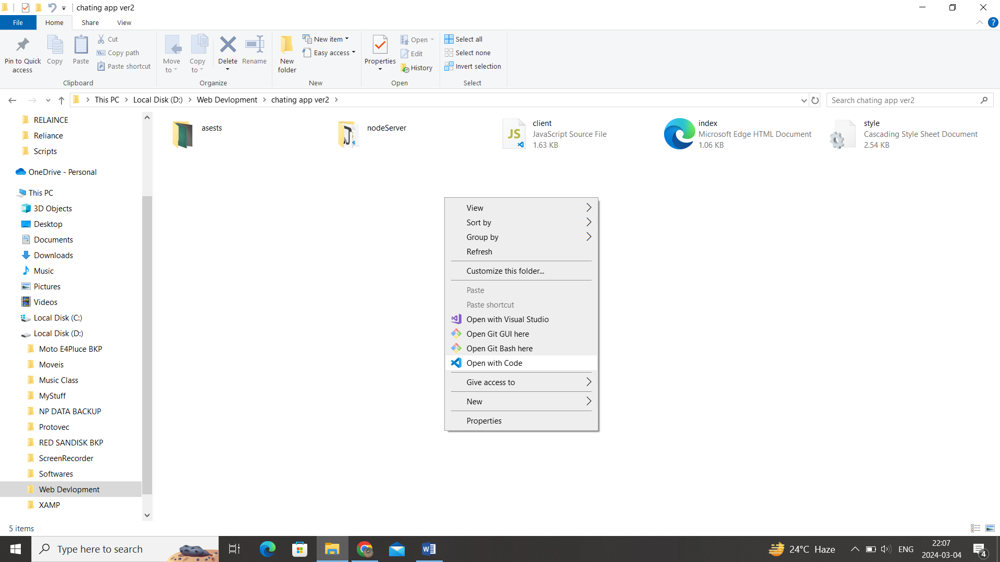 chating app ver2
File Home Share View
Pin to Quick access
Copy
Paste
Cut
Copy path
Paste shortcut
Clipboard
Move to
Copy to
Delete
Rename
Organize
New folder
New item
Easy access
New
Properties
Open
Edit
History
Open
Select all
Select none
Invert selection
Select
This PC > Local Disk (D:) > Web Devlopment > chating app ver2 >
Search chating app ver2
RELAINCE
Reliance
Scripts
OneDrive - Personal
This PC
3D Objects
Desktop
Documents
Downloads
Music
Pictures
Videos
Local Disk (C:)
Local Disk (D:)
Moto E4Pluce BKP
Moveis
Music Class
MyStuff
NP DATA BACKUP
Protovec
RED SANDISK BKP
ScreenRecorder
Softwares
Web Devlopment
XAMP
asests
nodeServer
JS
client
JavaScript Source File
1.63 KB
index
Microsoft Edge HTML Document
1.06 KB
style
Cascading Style Sheet Document
2.54 KB
View
Sort by
Group by
Refresh
Customize this folder...
Paste
Paste shortcut
Open with Visual Studio
Open Git GUI here
Open Git Bash here
Open with Code
Give access to
New
Properties
5 items
Type here to search
24°C Haze
ENG
22:07
2024-03-04
4